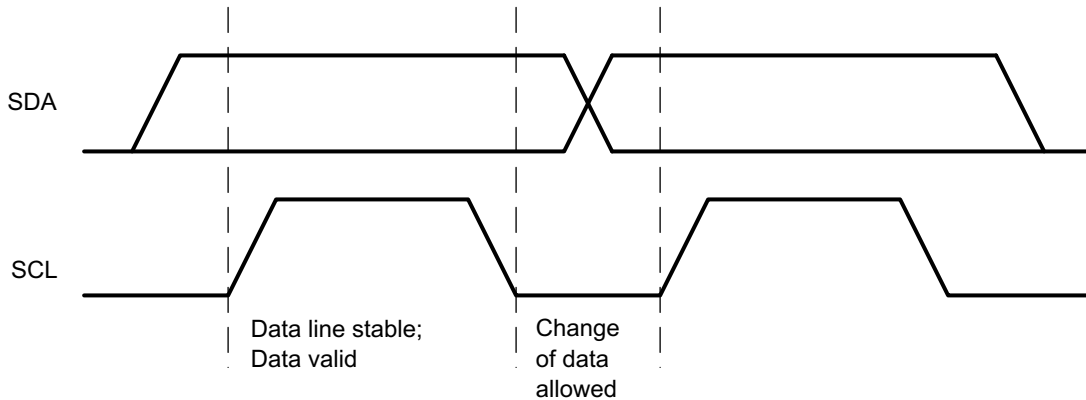 SDA
SCL
Data line stable;
Data valid
Change
of data
allowed